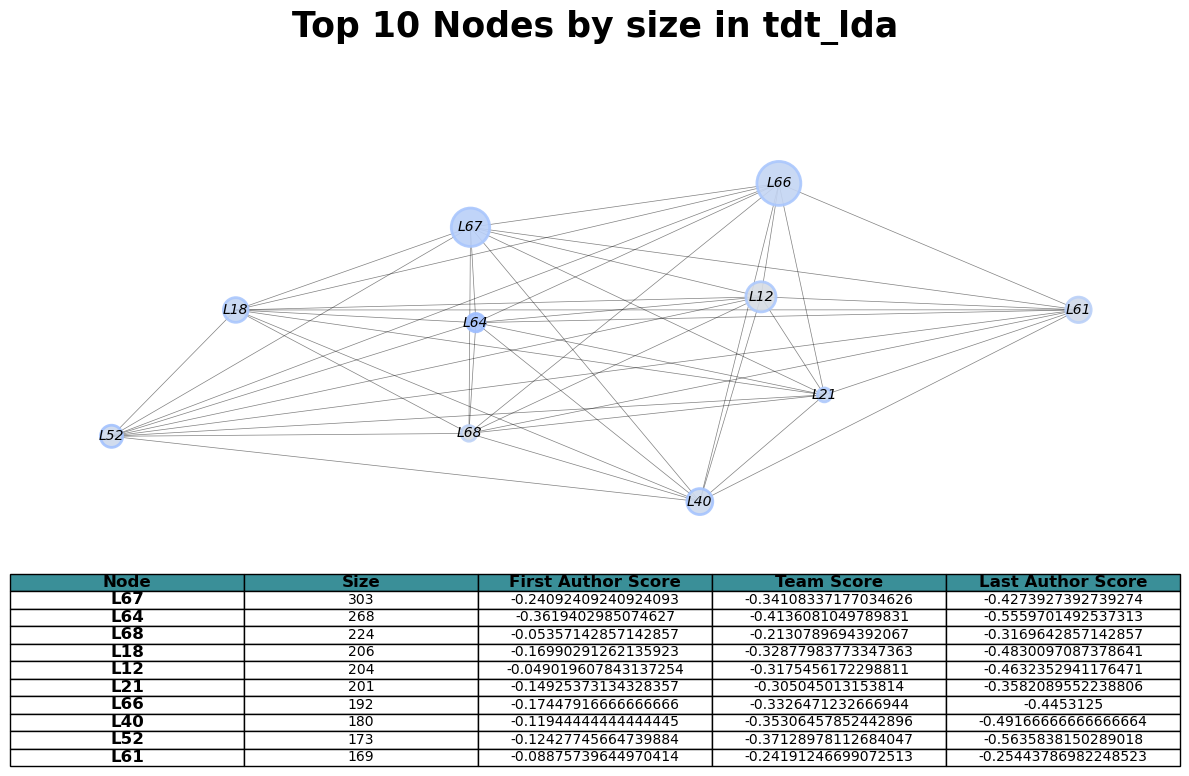 Top 10 Nodes by size in tdt_lda
L66
L67
L12
L18
L61
L64
L21
L68
L52
L40
Node Size First Author Score Team Score Last Author Score
L67 303 -0.24092409240924093 -0.34108337177034626 -0.4273927392739274
L64 268 -0.3619402985074627 -0.4136081049789831 -0.5559701492537313
L68 224 -0.05357142857142857 -0.2130789694392067 -0.3169642857142857
L18 206 -0.16990291262135923 -0.32877983773347363 -0.4830097087378641
L12 204 -0.049019607843137254 -0.3175456172298811 -0.4632352941176471
L21 201 -0.14925373134328357 -0.305045013153814 -0.3582089552238806
L66 192 -0.17447916666666666 -0.3326471232666944 -0.4453125
L40 180 -0.11944444444444445 -0.35306457852442896 -0.49166666666666664
L52 173 -0.12427745664739884 -0.37128978112684047 -0.5635838150289018
L61 169 -0.08875739644970414 -0.24191246699072513 -0.25443786982248523